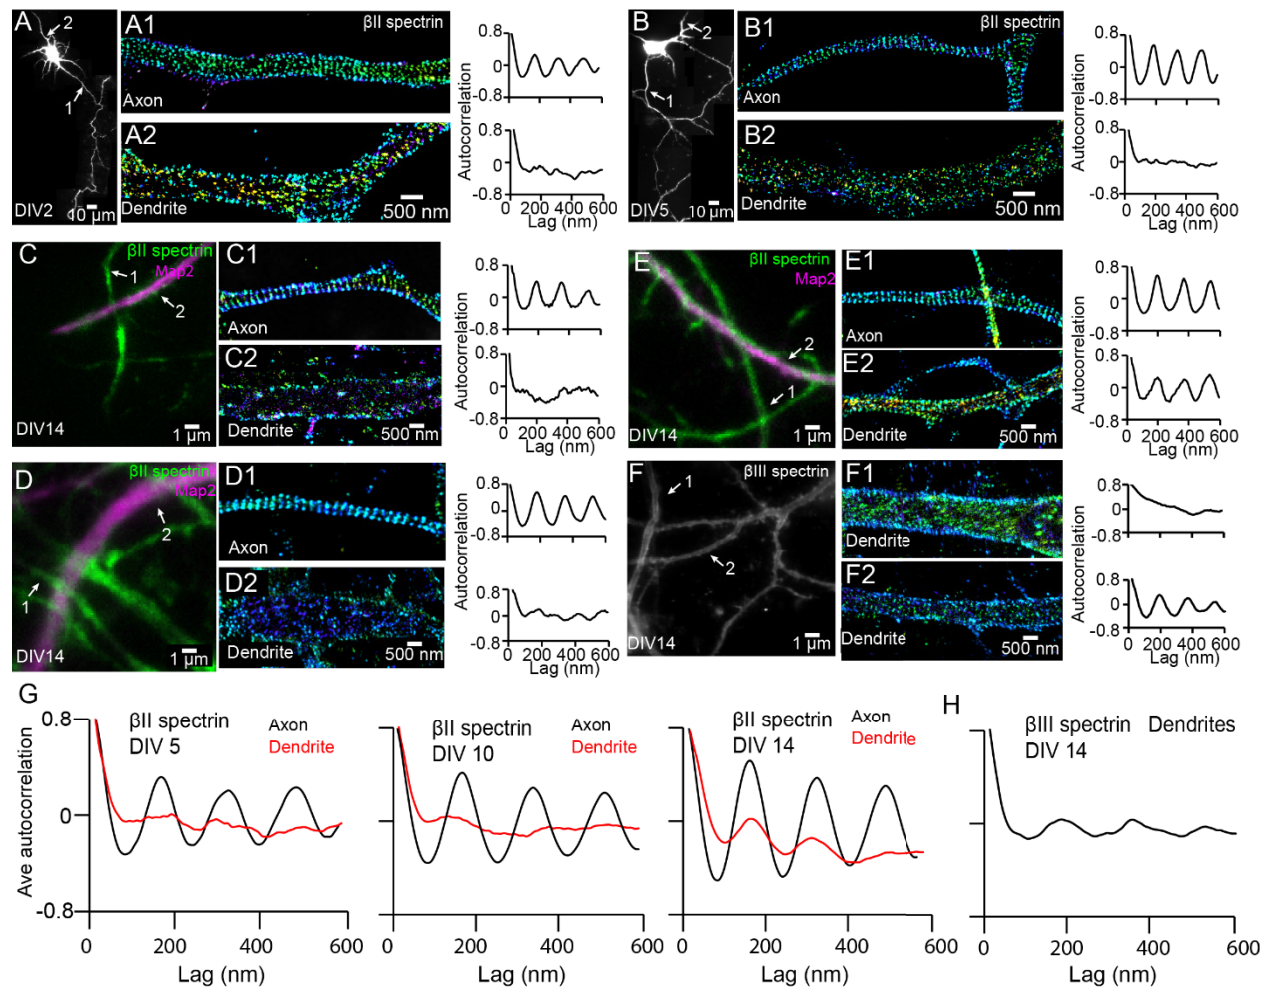 A
2
1
DIV2
10 µm
A1
βII spectrin
Axon
A2
Dendrite
500 nm
Autocorrelation
0.8
0
-0.8
0.8
0
-0.8
0 200 400 600
Lag (nm)
B
2
1
DIV5
10 µm
B1
βII spectrin
Axon
B2
Dendrite
500 nm
Autocorrelation
0.8
0
-0.8
0.8
0
-0.8
0 200 400 600
Lag (nm)
C
βII spectrin
Map2
1
2
DIV14
1 µm
C1
Axon
C2
Dendrite
500 nm
Autocorrelation
0.8
0
-0.8
0.8
0
-0.8
0 200 400 600
Lag (nm)
E
βII spectrin
Map2
2
1
DIV14
1 µm
E1
Axon
E2
Dendrite
500 nm
Autocorrelation
0.8
0
-0.8
0.8
0
-0.8
0 200 400 600
Lag (nm)
D
βII spectrin
Map2
2
1
DIV14
1 µm
D1
Axon
D2
Dendrite
500 nm
Autocorrelation
0.8
0
-0.8
0.8
0
-0.8
0 200 400 600
Lag (nm)
F
βIII spectrin
1
2
DIV14
1 µm
F1
Dendrite
F2
Dendrite
500 nm
Autocorrelation
0.8
0
-0.8
0.8
0
-0.8
0 200 400 600
Lag (nm)
G
Ave autocorrelation
0.8
0
-0.8
βII spectrin
DIV 5
Axon
Dendrite
0 200 400 600
Lag (nm)
βII spectrin
DIV 10
Axon
Dendrite
0 200 400 600
Lag (nm)
βII spectrin
DIV 14
Axon
Dendrite
0 200 400 600
Lag (nm)
H
βIII spectrin Dendrites
DIV 14
0 200 400 600
Lag (nm)